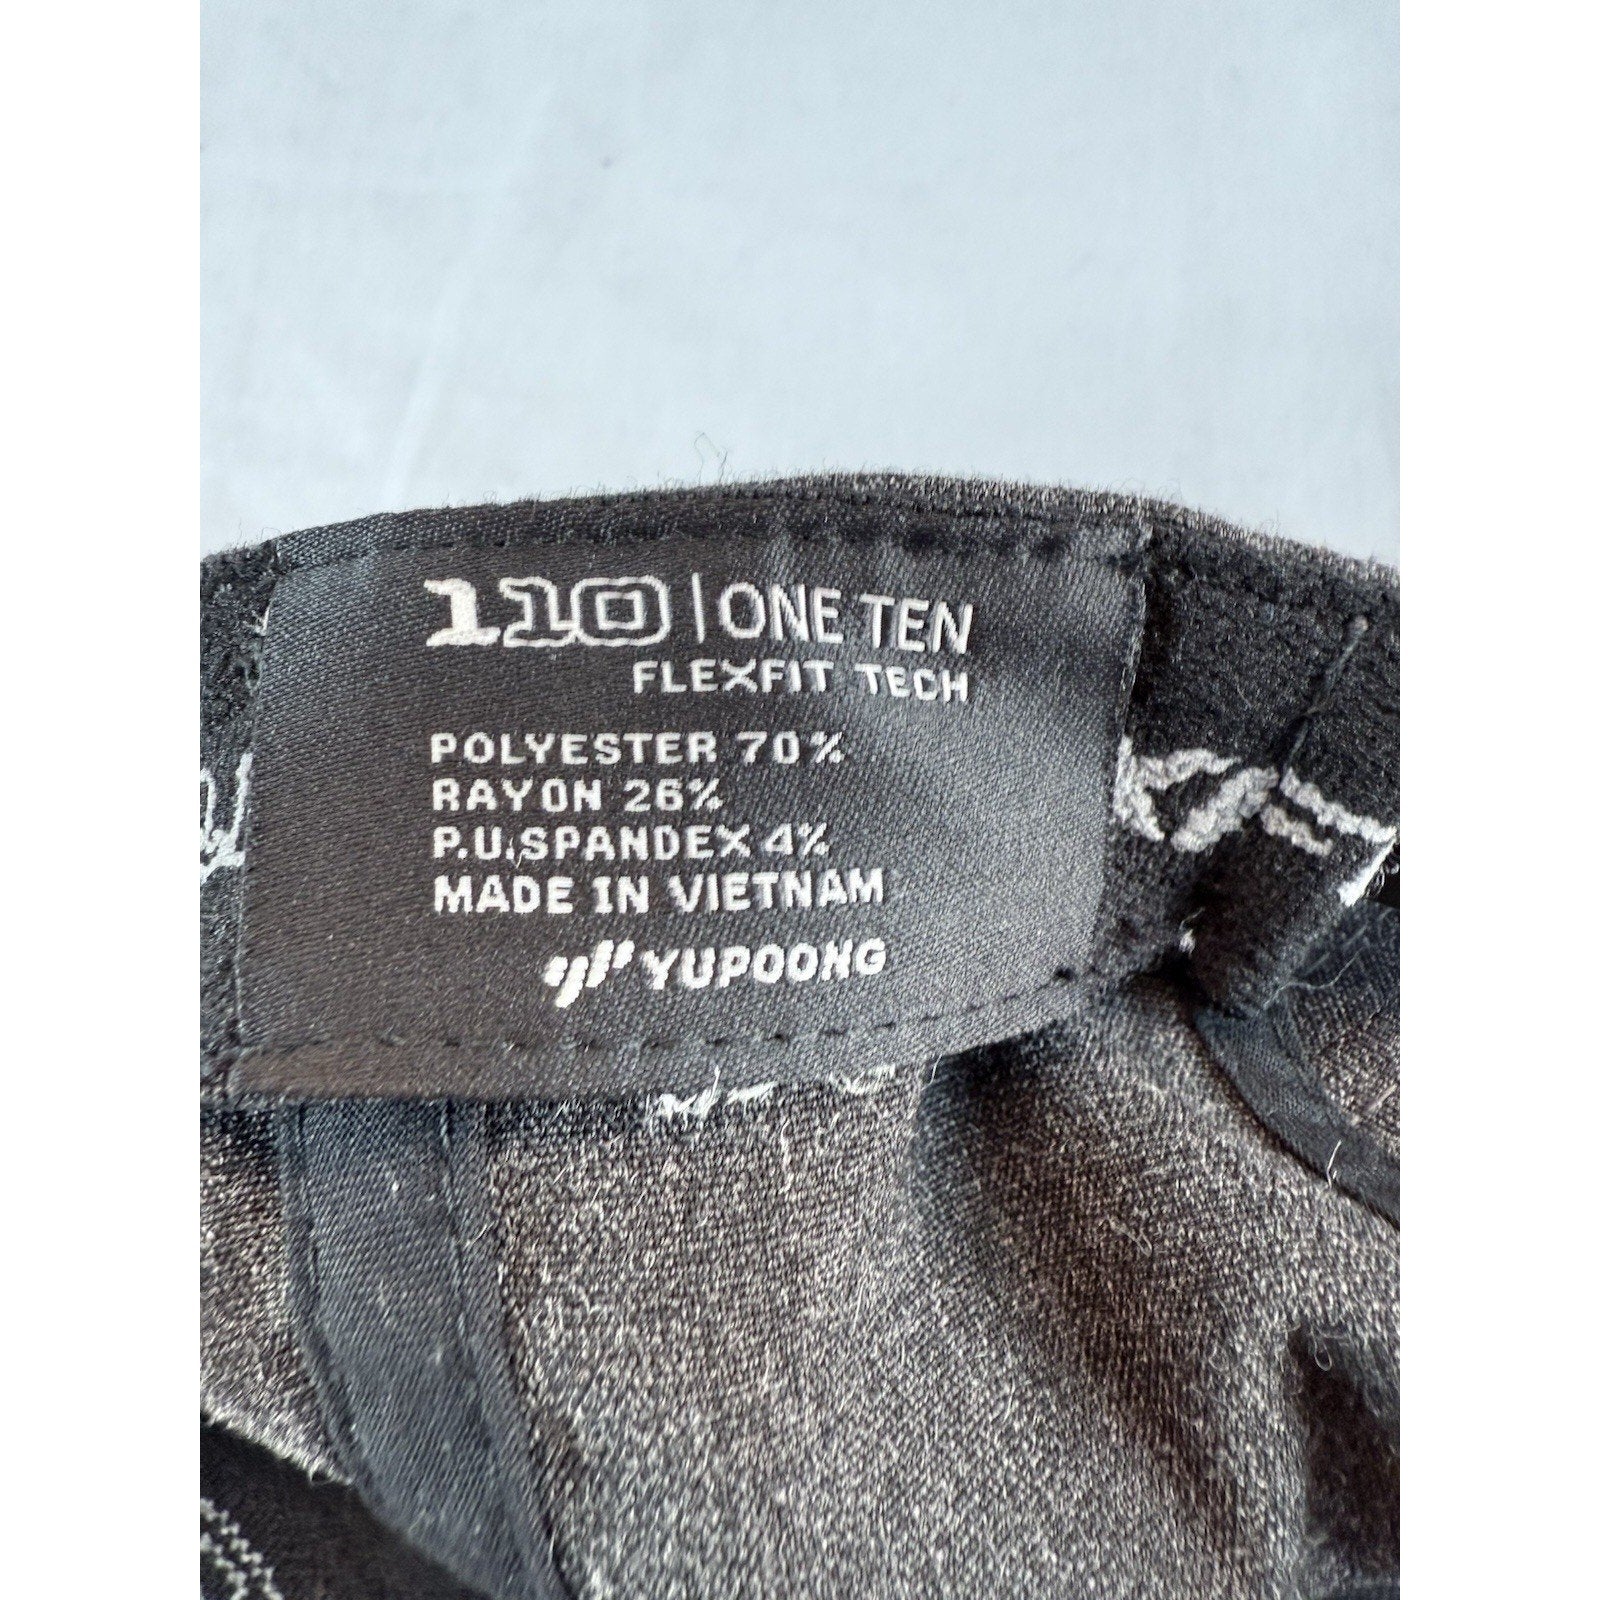 110 | ONE TEN
FLEXFIT TECH
POLYESTER 70%
RAYON 26%
P.U.SPANDEX 4%
MADE IN VIETNAM
YUPOONG